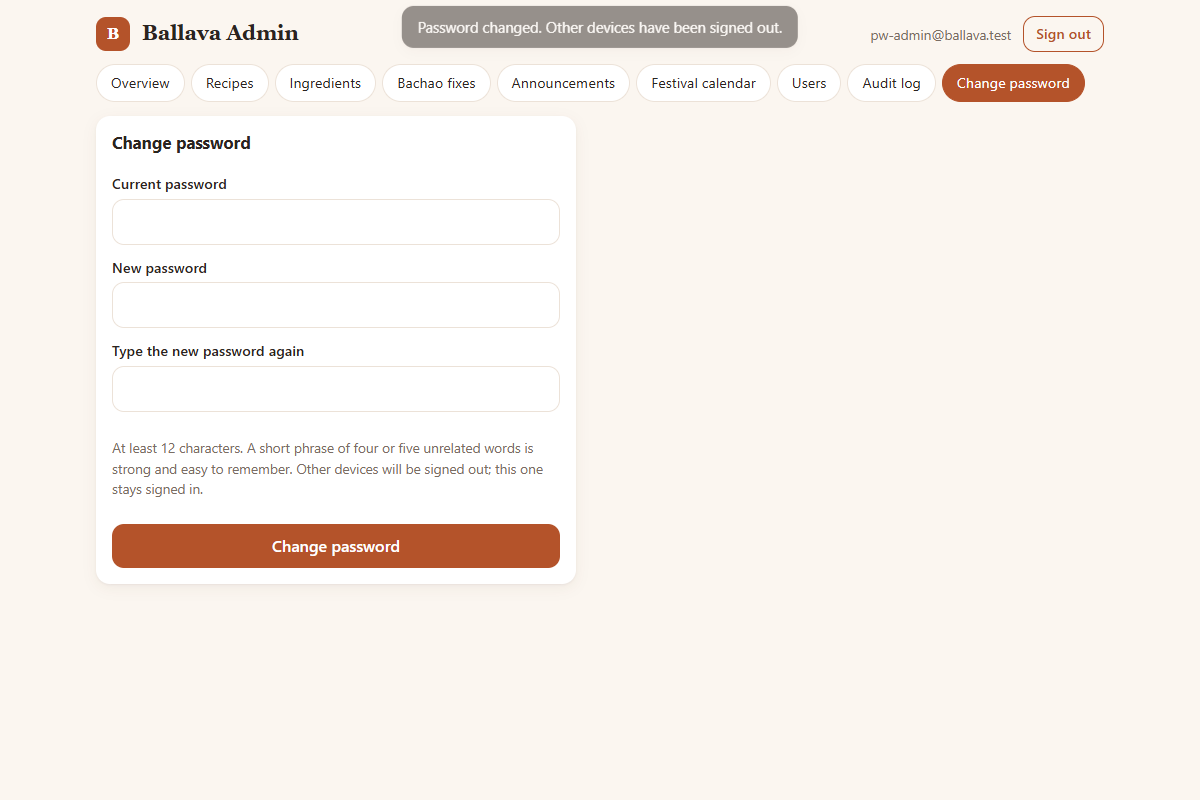 B
Ballava Admin
Password changed. Other devices have been signed out.
pw-admin@ballava.test
Sign out
Overview
Recipes
Ingredients
Bachao fixes
Announcements
Festival calendar
Users
Audit log
Change password
Change password
Current password
New password
Type the new password again
At least 12 characters. A short phrase of four or five unrelated words is
strong and easy to remember. Other devices will be signed out; this one
stays signed in.
Change password